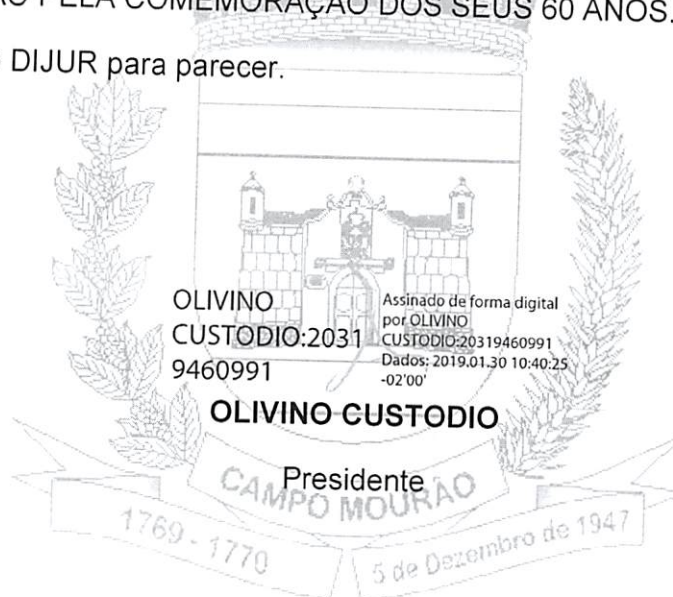 PELA COMEMORAÇÃO DOS SEUS 60 ANOS.
DIJUR para parecer.
OLIVINO
CUSTODIO:2031
9460991
Assinado de forma digital
por OLIVINO
CUSTODIO:20319460991
Dados: 2019.01.30 10:40:25
-02'00'
OLIVINO CUSTODIO
Presidente
CAMPO MOURÃO
1769 - 1770
5 de Dezembro de 1947